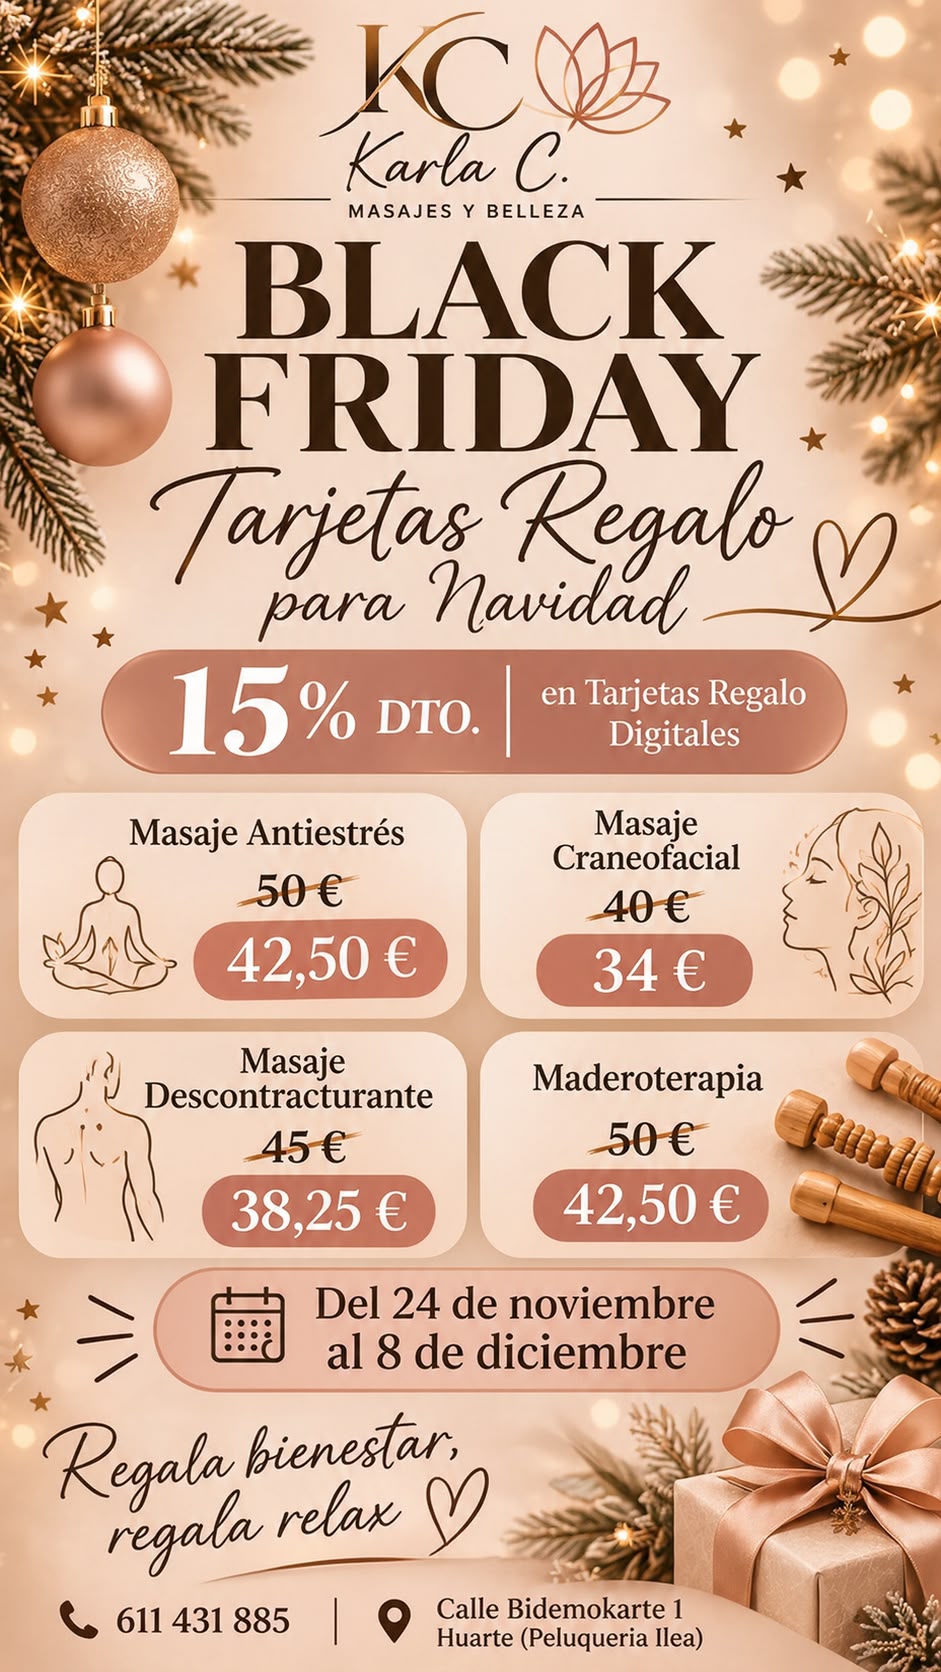 KC
Karla C.
MASAJES Y BELLEZA
BLACK
FRIDAY
Tarjetas Regalo
para Navidad
15% DTO.
en Tarjetas Regalo
Digitales
Masaje Antiestrés
50 €
42,50 €
Masaje
Craneofacial
40 €
34 €
Masaje
Descontracturante
45 €
38,25 €
Maderoterapia
50 €
42,50 €
Del 24 de noviembre
al 8 de diciembre
Regala bienestar,
regala relax
611 431 885
Calle Bidemokarte 1
Huarte (Peluqueria Ilea)